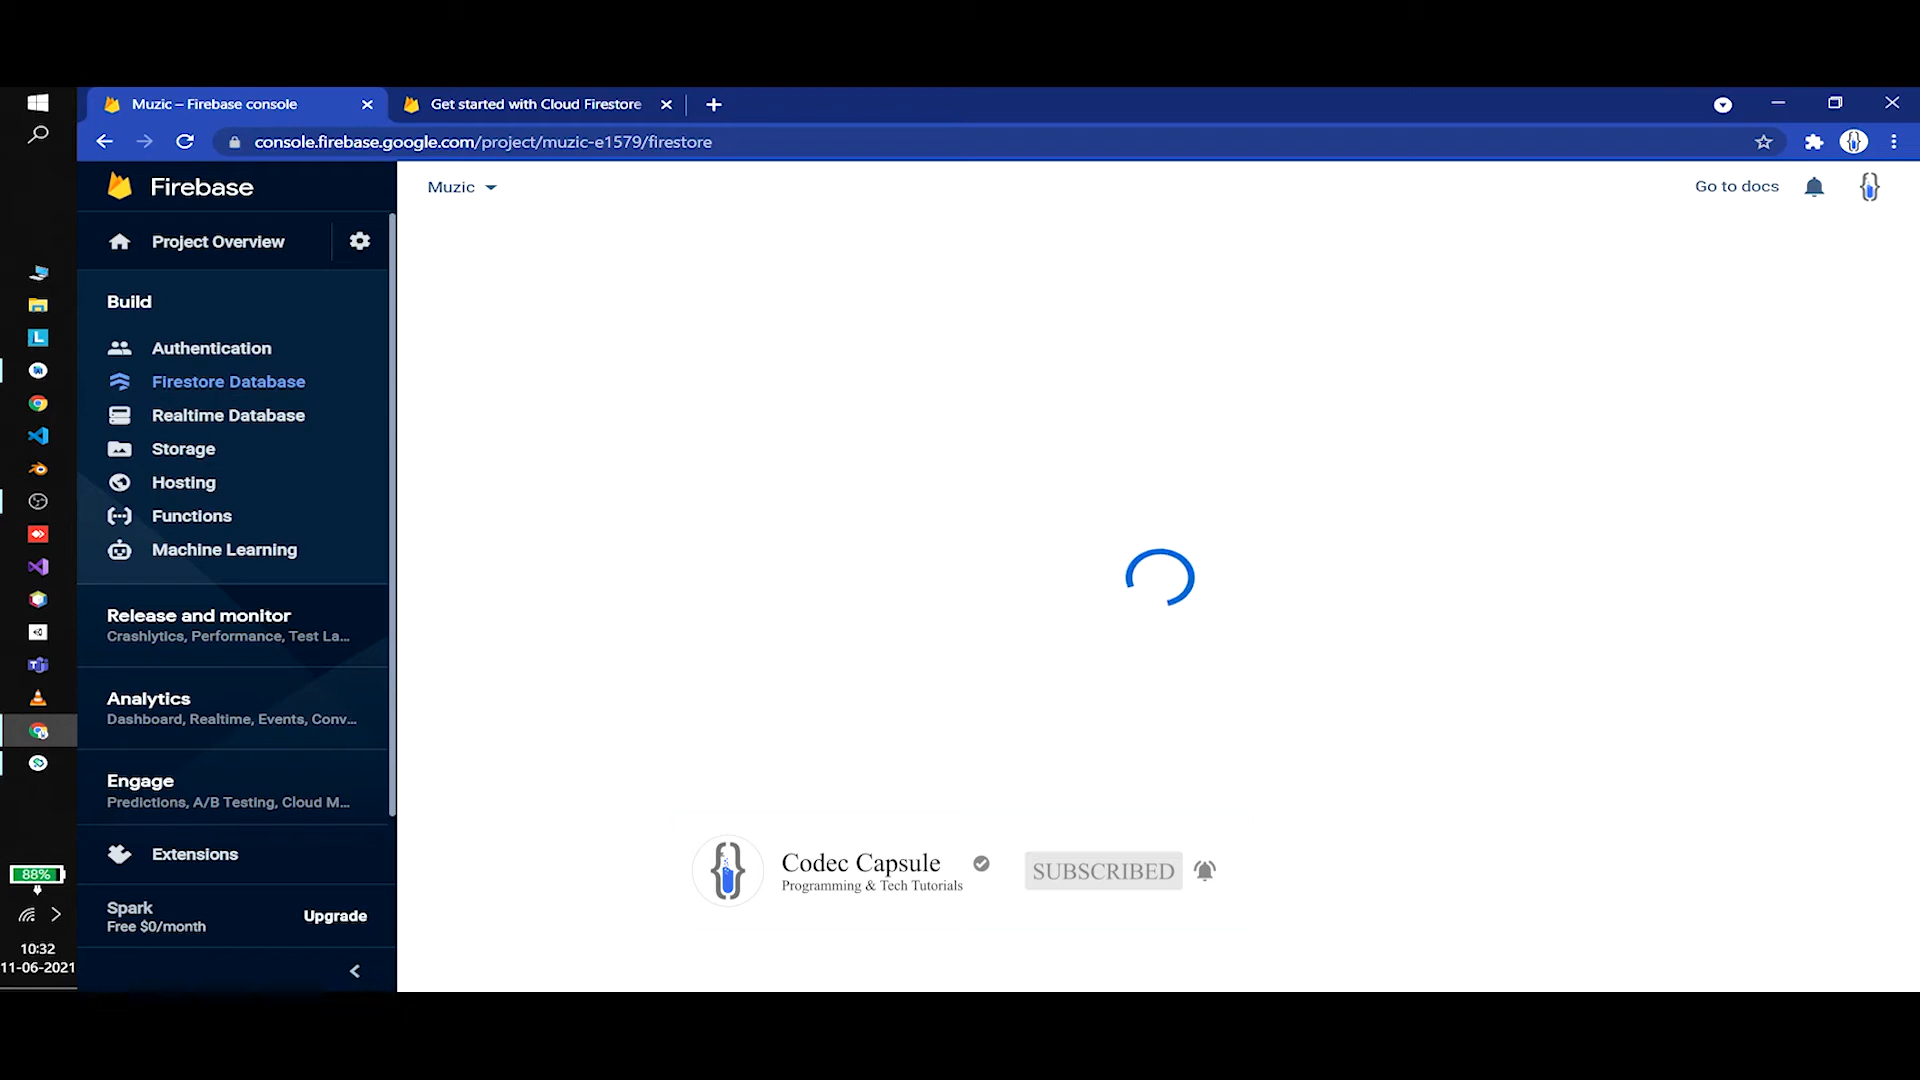 Muzic – Firebase console
Get started with Cloud Firestore
console.firebase.google.com/project/muzic-e1579/firestore
Firebase
Muzic
Go to docs
Project Overview
Build
Authentication
Firestore Database
Realtime Database
Storage
Hosting
Functions
Machine Learning
Release and monitor
Crashlytics, Performance, Test La...
Analytics
Dashboard, Realtime, Events, Conv...
Engage
Predictions, A/B Testing, Cloud M...
Extensions
Spark
Free $0/month
Upgrade
L
88%
10:32
11-06-2021
Codec Capsule
Programming & Tech Tutorials
SUBSCRIBED